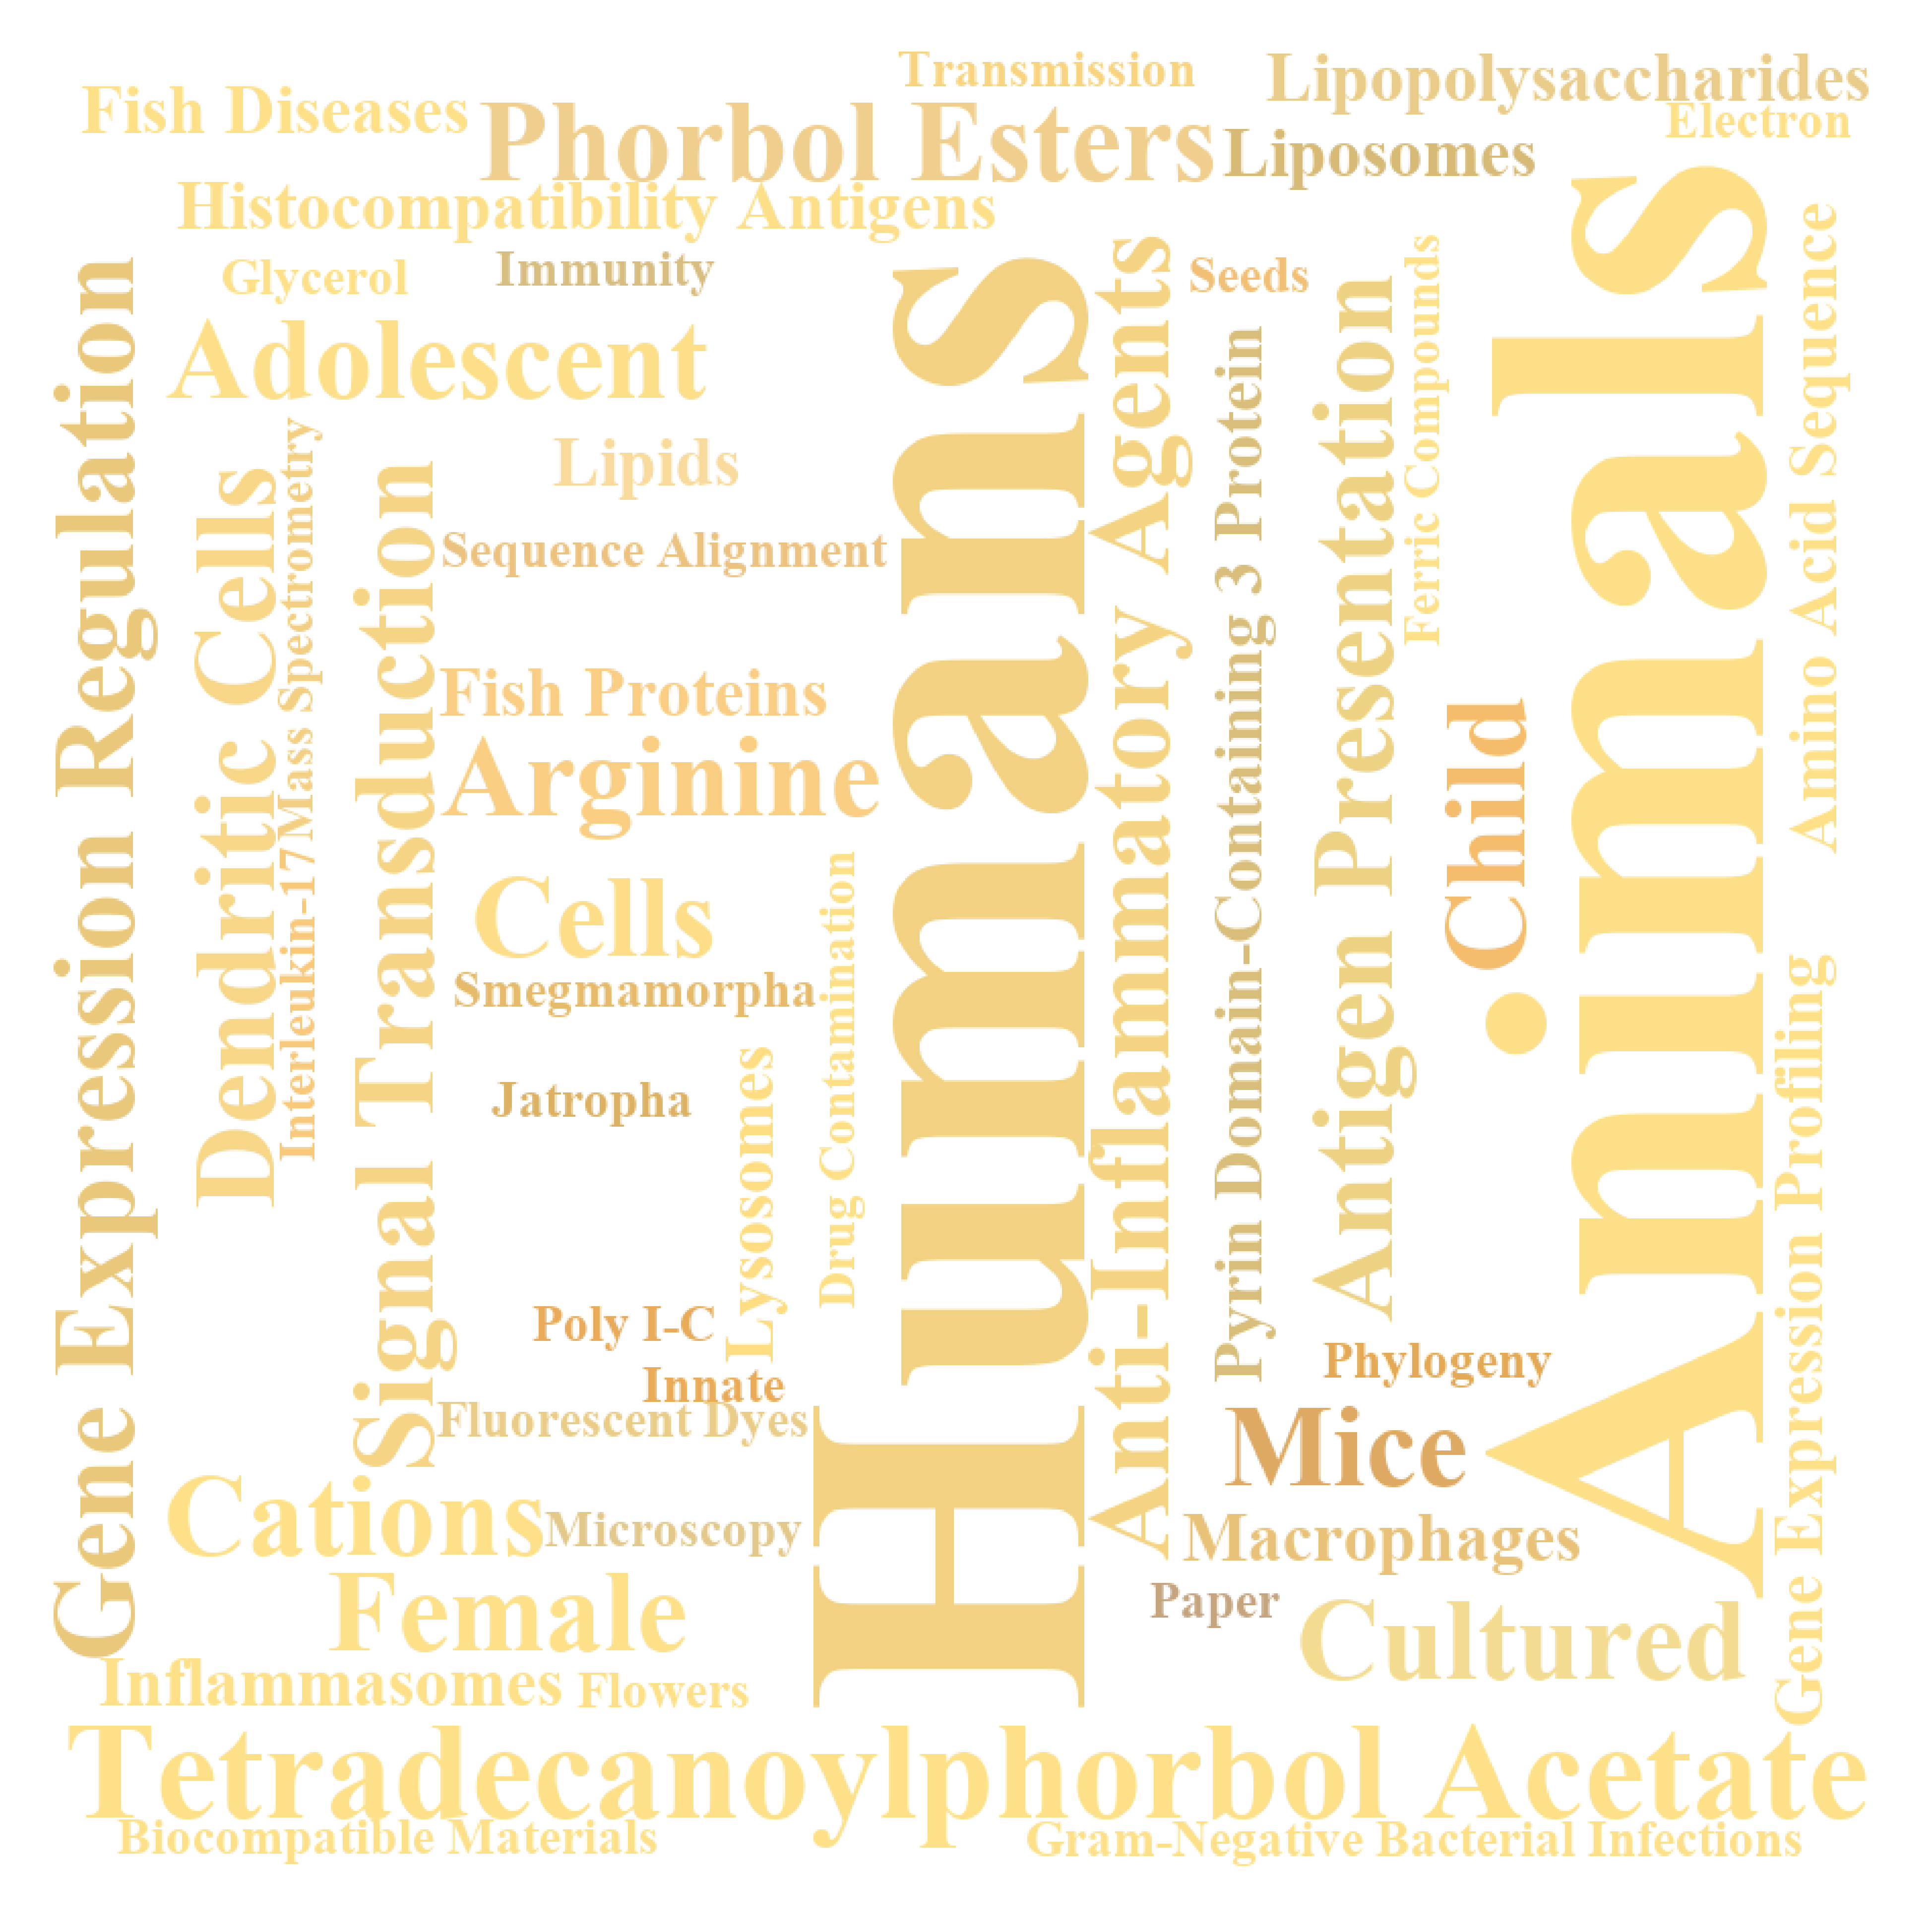 Transmission
Lipopolysaccharides
Fish Diseases
Phorbol Esters
Electron
Liposomes
Histocompatibility Antigens
Glycerol
Immunity
Seeds
Adolescent
Lipids
Sequence Alignment
Fish Proteins
Arginine
Cells
Smegmamorpha
Jatropha
Gene Expression Regulation
Dendritic Cells
Mass Spectrometry
Interleukin-17
Signal Transduction
Lysosomes
Drug Contamination
Humans
Anti-Inflammatory Agents
Pyrin Domain-Containing 3 Protein
Antigen Presentation
Ferric Compounds
Child
Animals
Amino Acid Sequence
Gene Expression Profiling
Poly I-C
Innate
Phylogeny
Fluorescent Dyes
Mice
Cations
Microscopy
Macrophages
Paper
Female
Cultured
Inflammasomes
Flowers
Tetradecanoylphorbol Acetate
Biocompatible Materials
Gram-Negative Bacterial Infections